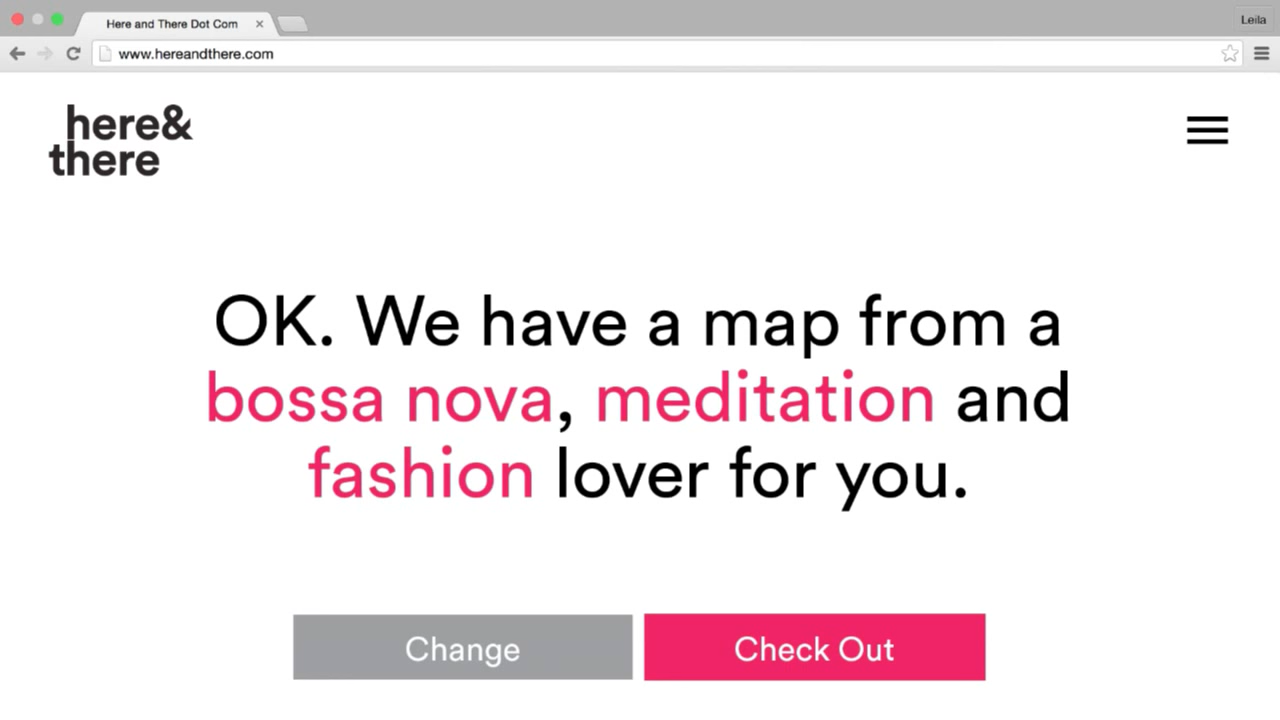 Here and There Dot Com
Leila
www.hereandthere.com
here&
there
OK. We have a map from a
bossa nova, meditation and
fashion lover for you.
Change
Check Out